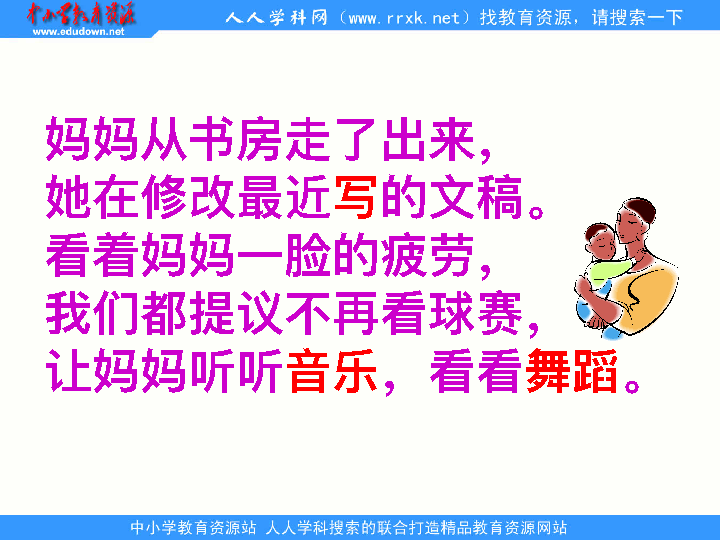 中小学教育资源
www.edudown.net
人人学科网（www.rrxk.net）找教育资源，请搜索一下
妈妈从书房走了出来，
她在修改最近写的文稿。
看着妈妈一脸的疲劳，
我们都提议不再看球赛，
让妈妈听听音乐，看看舞蹈。
中小学教育资源站 人人学科搜索的联合打造精品教育资源网站